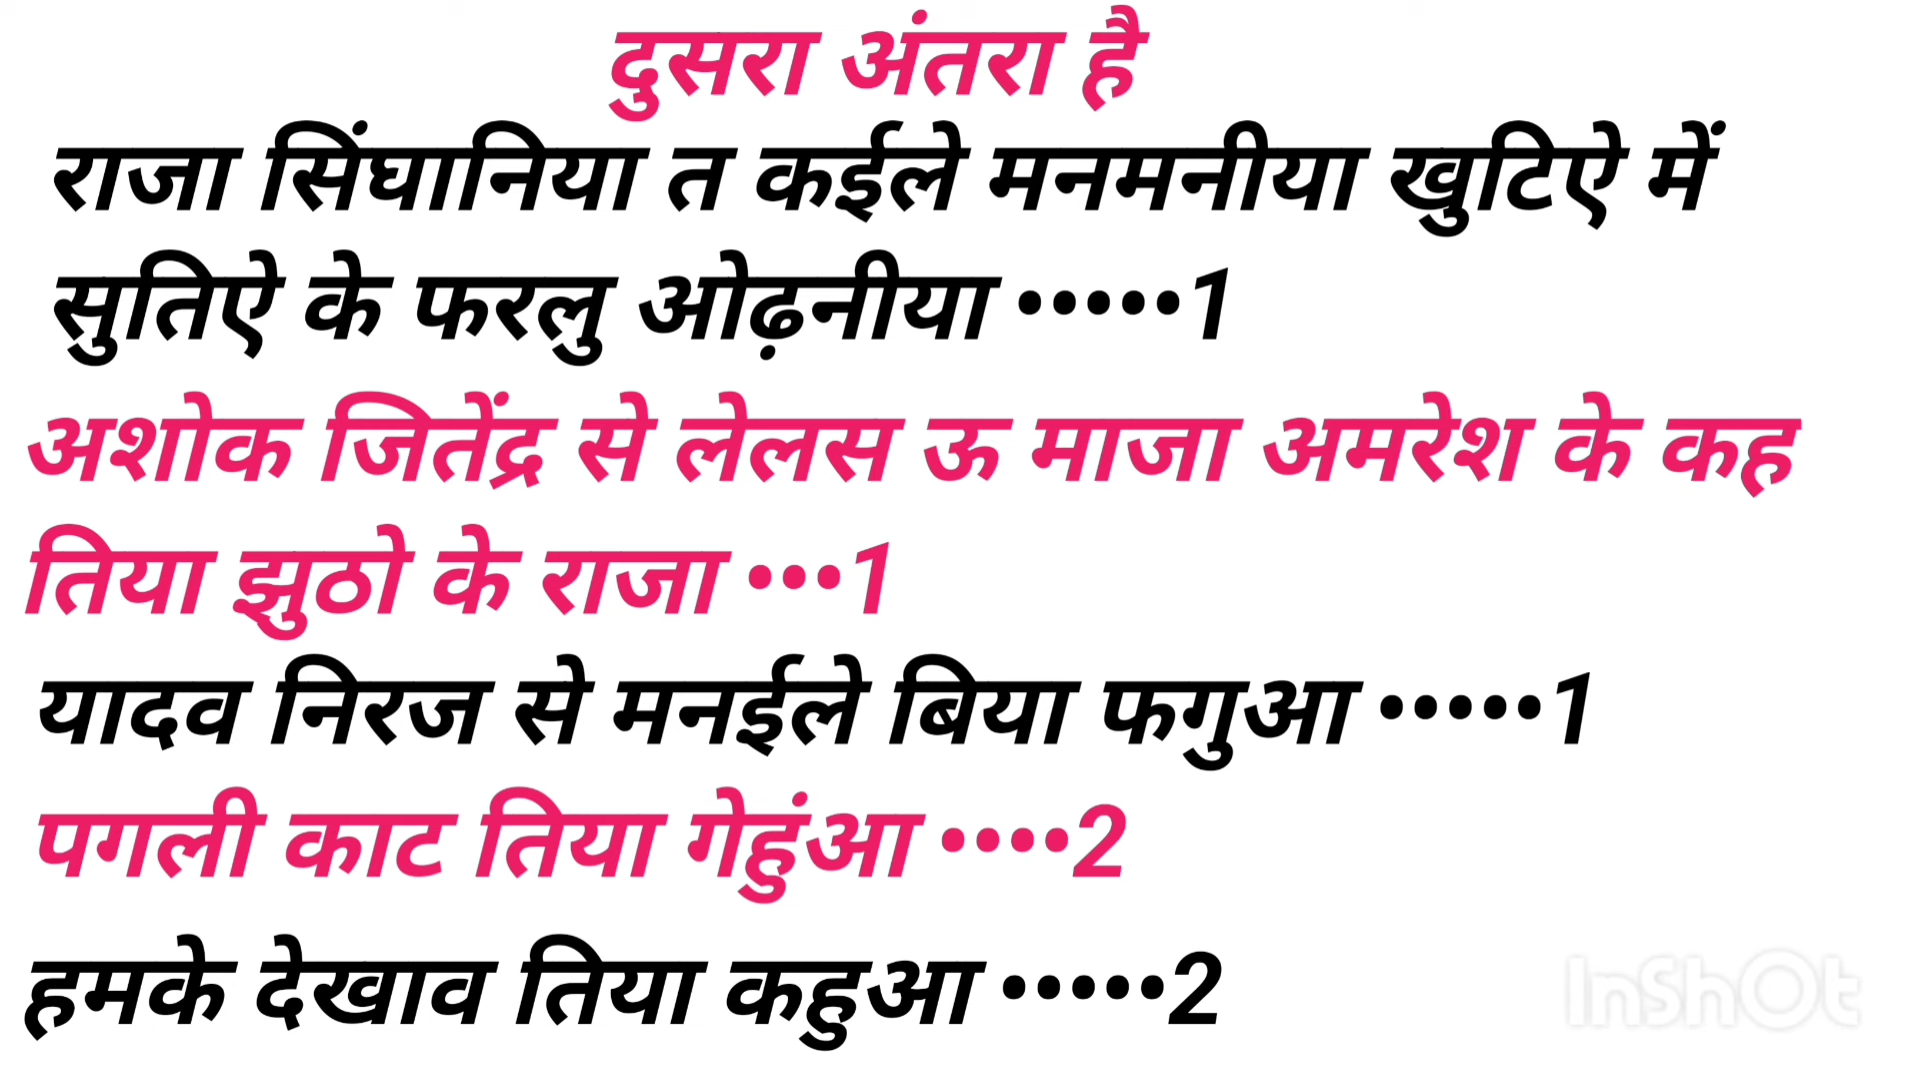 दुसरा अंतरा है
राजा सिंघानिया त कईले मनमनीया खुटिऐ में
सुतिऐ के फरलु ओढ़नीया •••••1
अशोक जितेंद्र से लेलस ऊ माजा अमरेश के कह
तिया झुठो के राजा •••1
यादव निरज से मनईले बिया फगुआ •••••1
पगली काट तिया गेहुंआ ••••2
हमके देखाव तिया कहुआ •••••2
InShOt